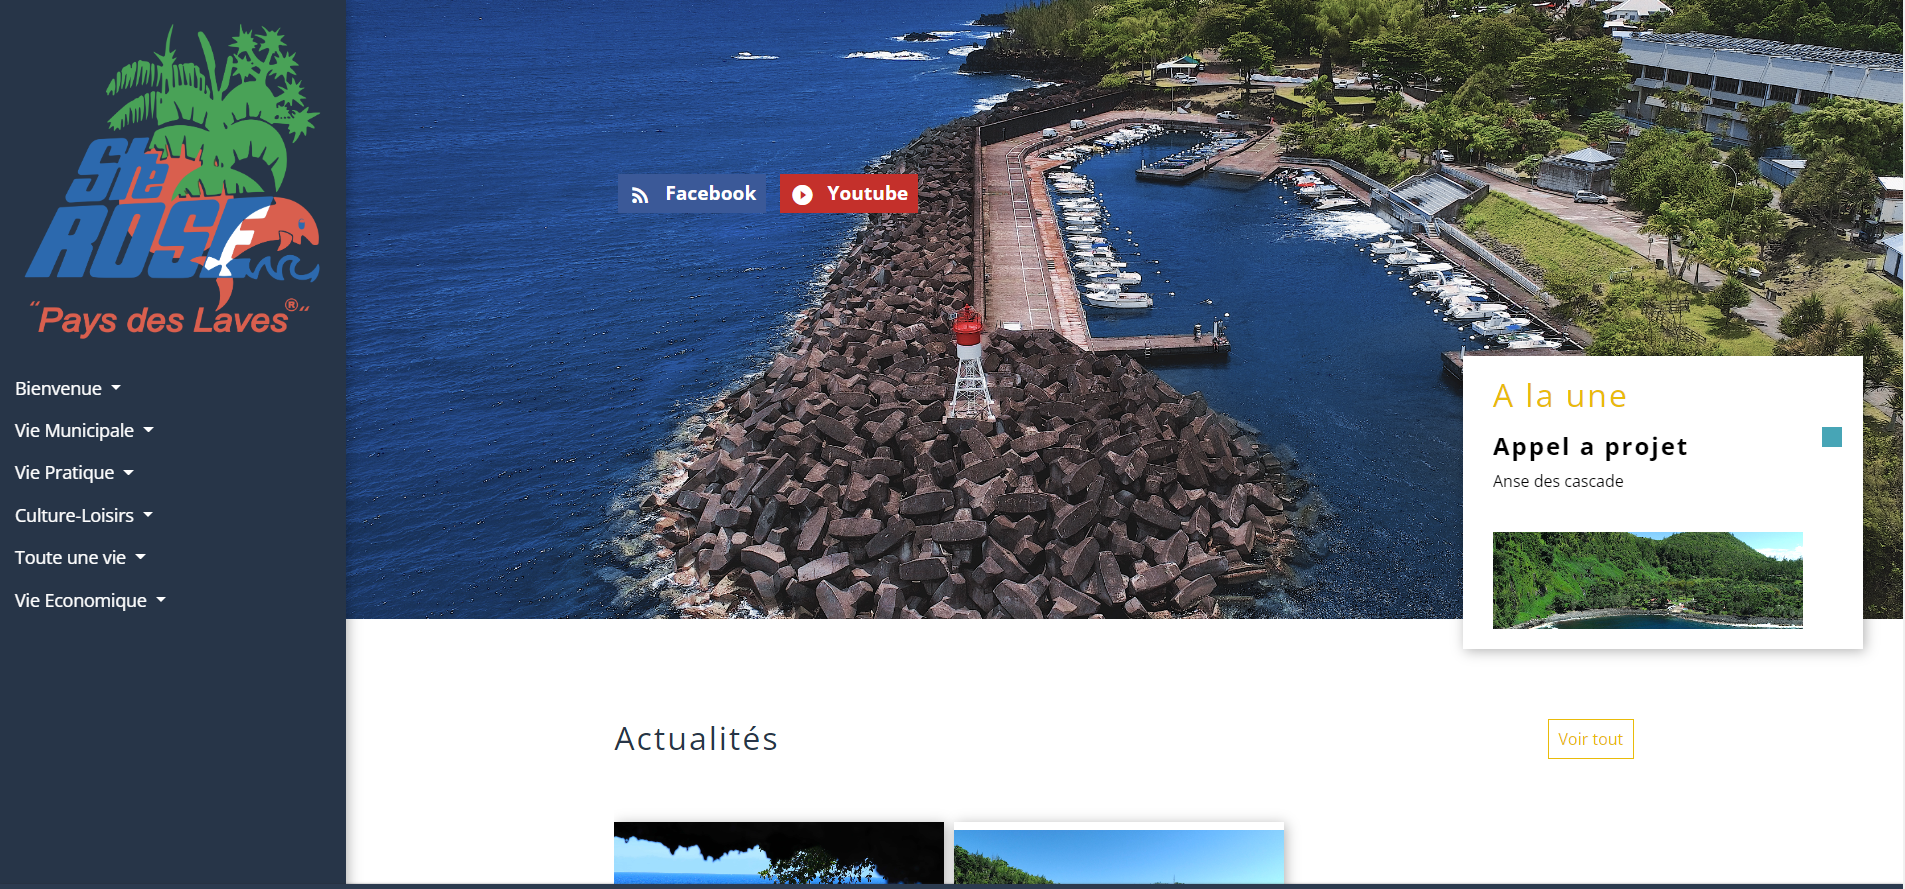 Ste
ROSE
"Pays des Laves®"
Bienvenue
Vie Municipale
Vie Pratique
Culture-Loisirs
Toute une vie
Vie Economique
Facebook
Youtube
A la une
Appel a projet
Anse des cascade
Actualités
Voir tout